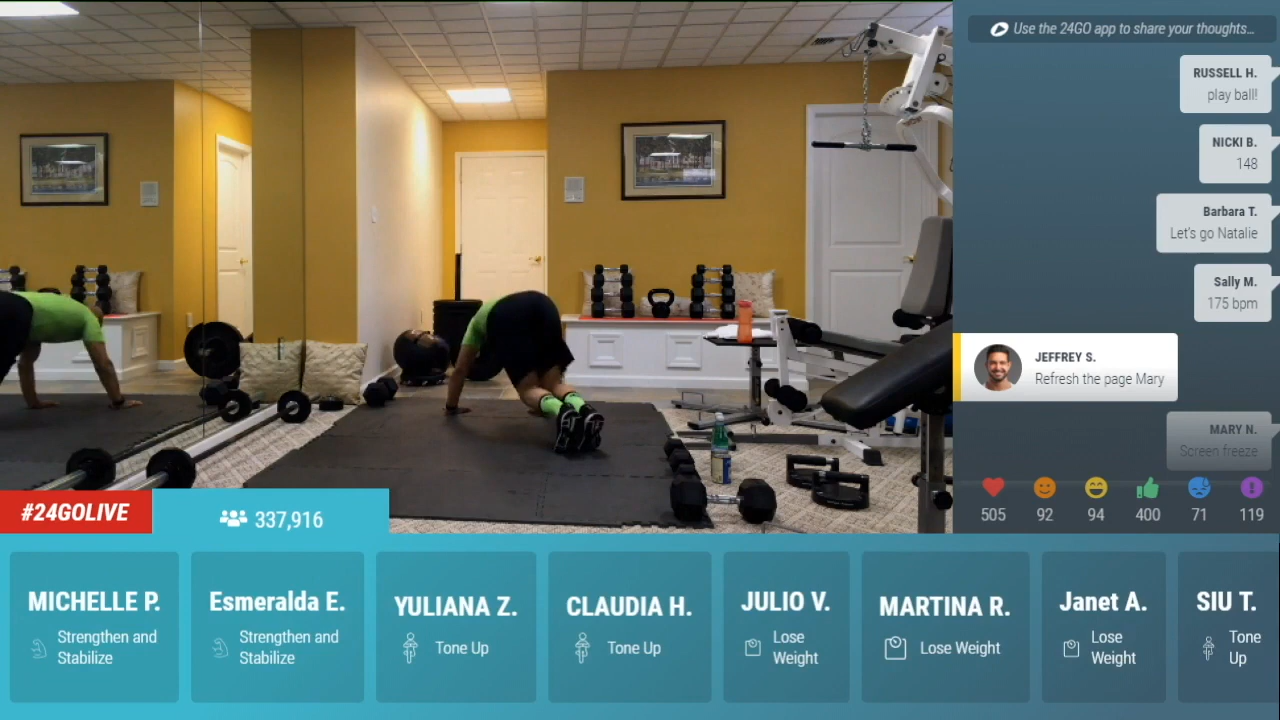 Use the 24GO app to share your thoughts...
RUSSELL H.
play ball!
NICKI B.
148
Barbara T.
Let's go Natalie
Sally M.
175 bpm
JEFFREY S.
Refresh the page Mary
MARY N.
Screen freeze
505
92
94
400
71
119
#24GOLIVE
337,916
MICHELLE P.
Strengthen and
Stabilize
Esmeralda E.
Strengthen and
Stabilize
YULIANA Z.
Tone Up
CLAUDIA H.
Tone Up
JULIO V.
Lose
Weight
MARTINA R.
Lose Weight
Janet A.
Lose
Weight
SIU T.
Tone
Up